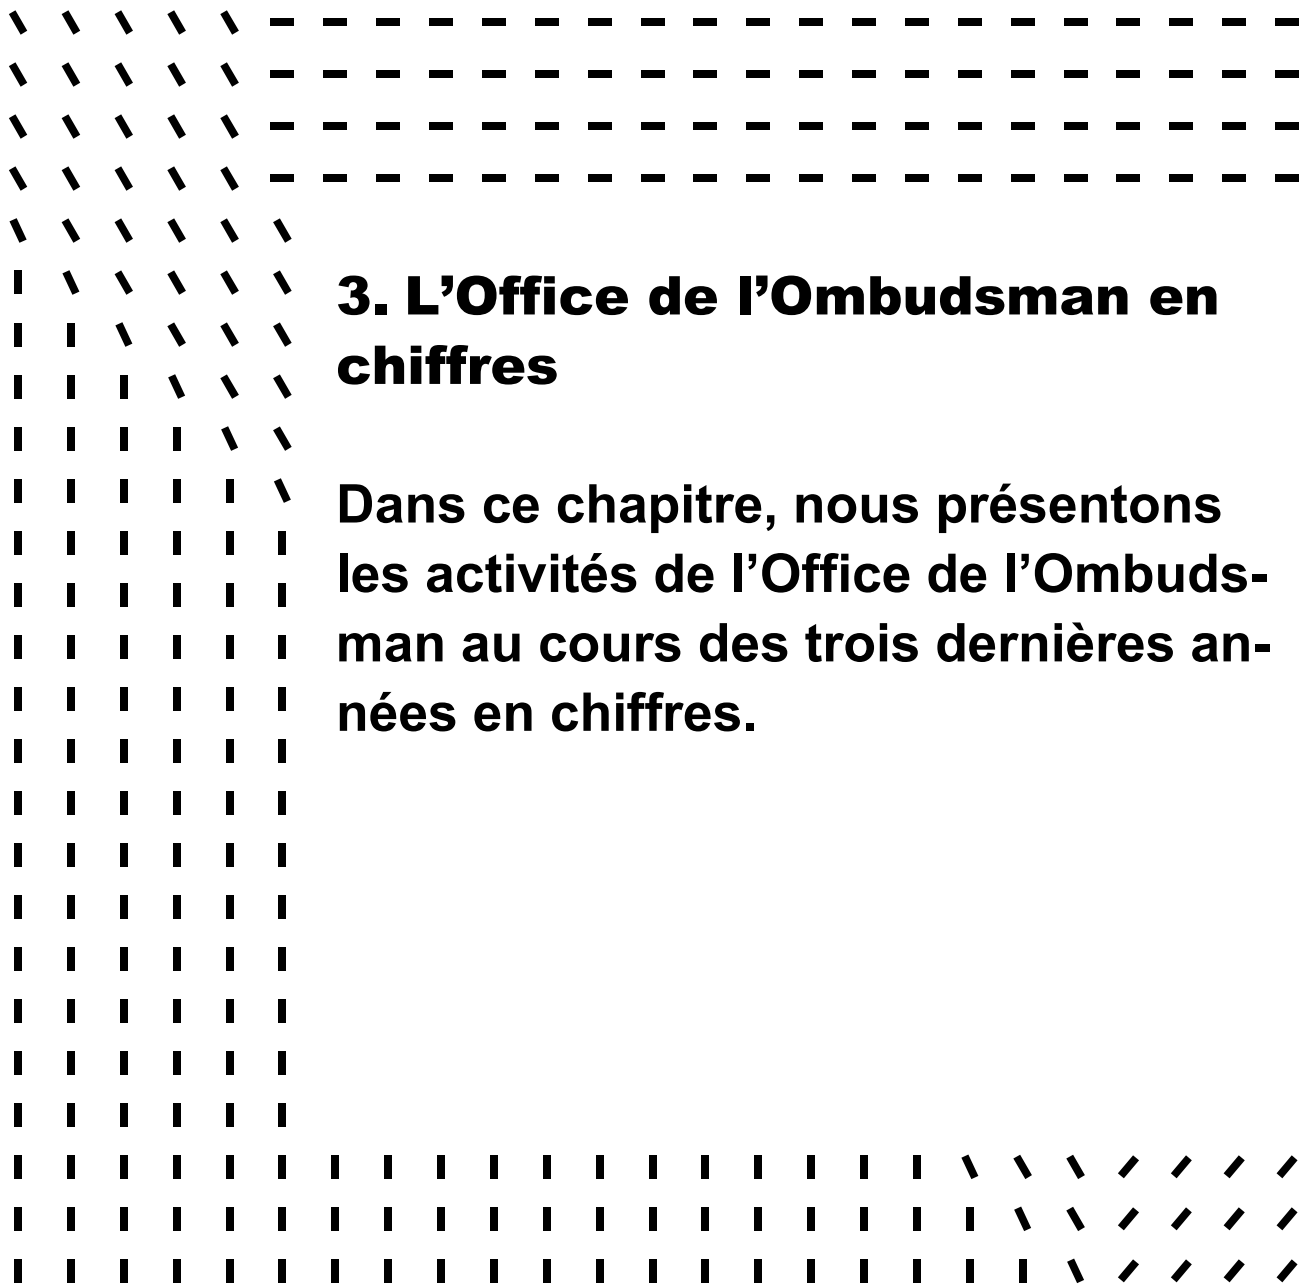 3. L’Office de l’Ombudsman en
chiffres
Dans ce chapitre, nous présentons
les activités de l’Office de l’Ombuds-
man au cours des trois dernières an-
nées en chiffres.